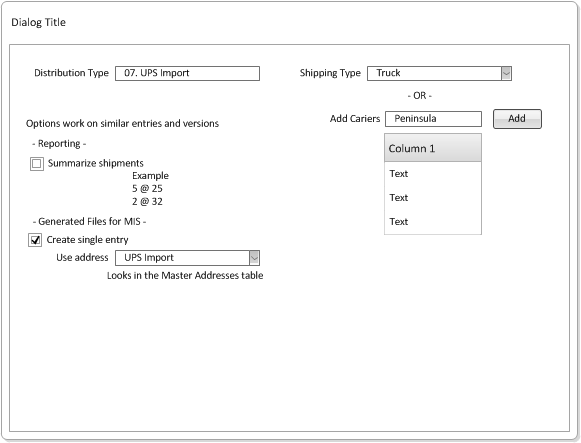 Dialog Title
Distribution Type 07. UPS Import
Shipping Type Truck
- OR -
Add Cariers Peninsula Add
Column 1
Text
Text
Text
Options work on similar entries and versions
- Reporting -
Summarize shipments
Example
5 @ 25
2 @ 32
- Generated Files for MIS -
Create single entry
Use address UPS Import
Looks in the Master Addresses table